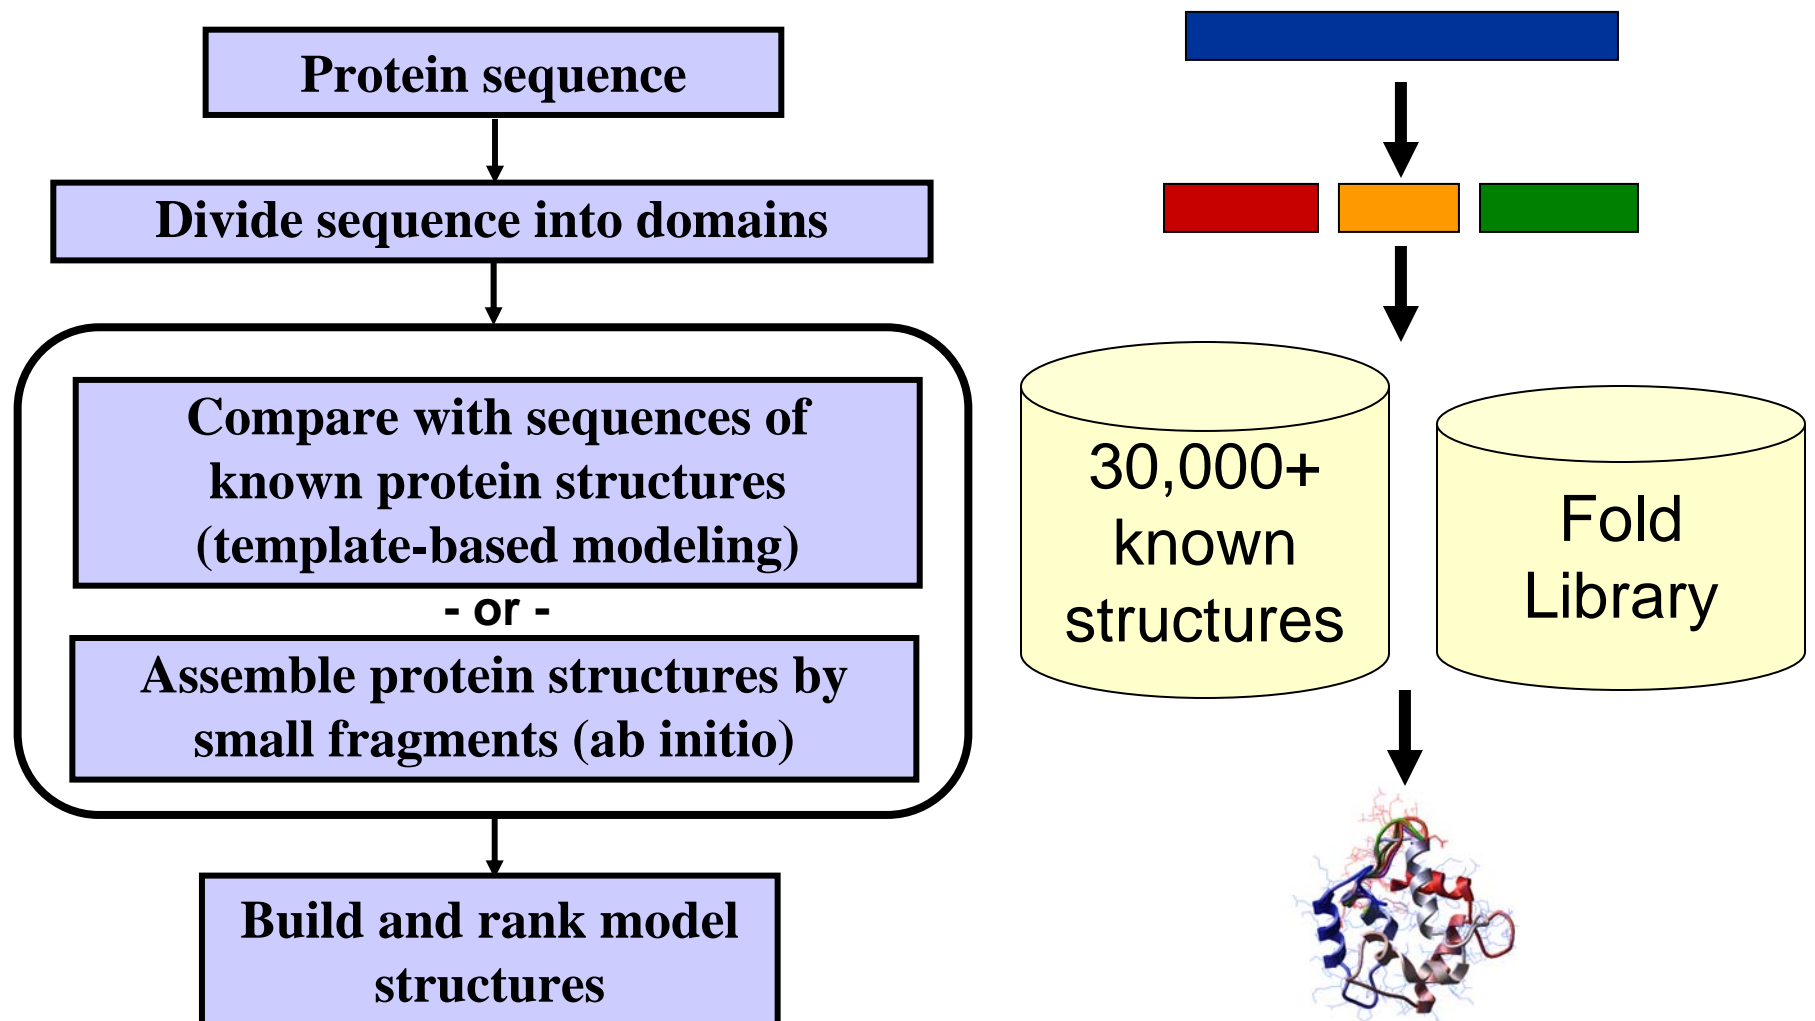 Protein sequence
Divide sequence into domains
Compare with sequences of
known protein structures
(template-based modeling)
- or -
Assemble protein structures by
small fragments (ab initio)
Build and rank model
structures
30,000+
known
structures
Fold
Library